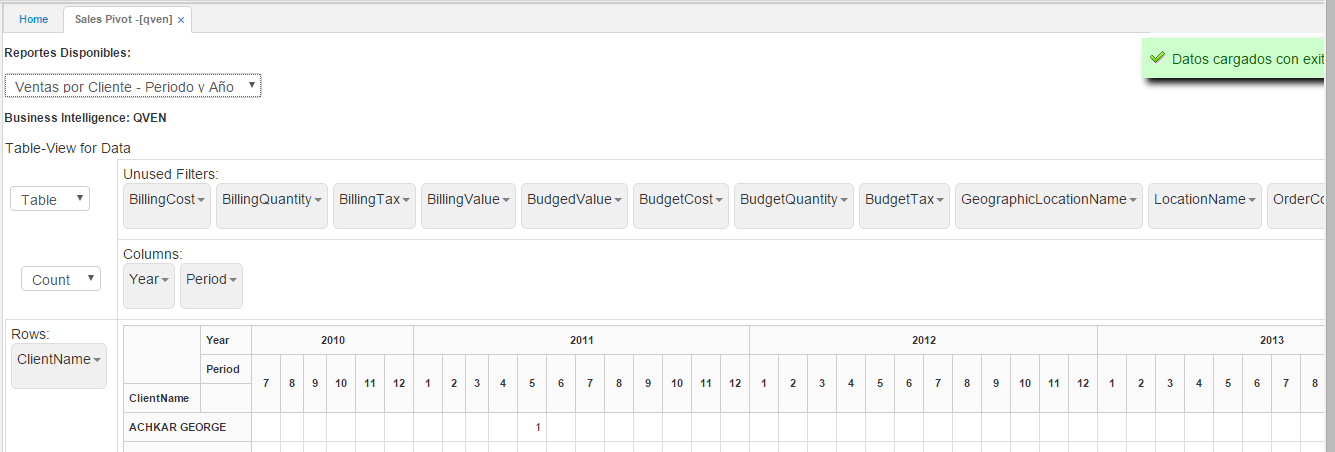 Home Sales Pivot -[qven] x
Reportes Disponibles:
Datos cargados con exit
Ventas por Cliente - Periodo y Año
Business Intelligence: QVEN
Table-View for Data
Table
Unused Filters:
BillingCost BillingQuantity BillingTax BillingValue BudgedValue BudgetCost BudgetQuantity BudgetTax GeographicLocationName LocationName OrderCo
Count
Columns:
Year Period
Rows:
ClientName
Year 2010 2011 2012 2013
Period
7 8 9 10 11 12 1 2 3 4 5 6 7 8 9 10 11 12 1 2 3 4 5 6 7 8 9 10 11 12 1 2 3 4 5 6 7 8
ClientName
ACHKAR GEORGE 1